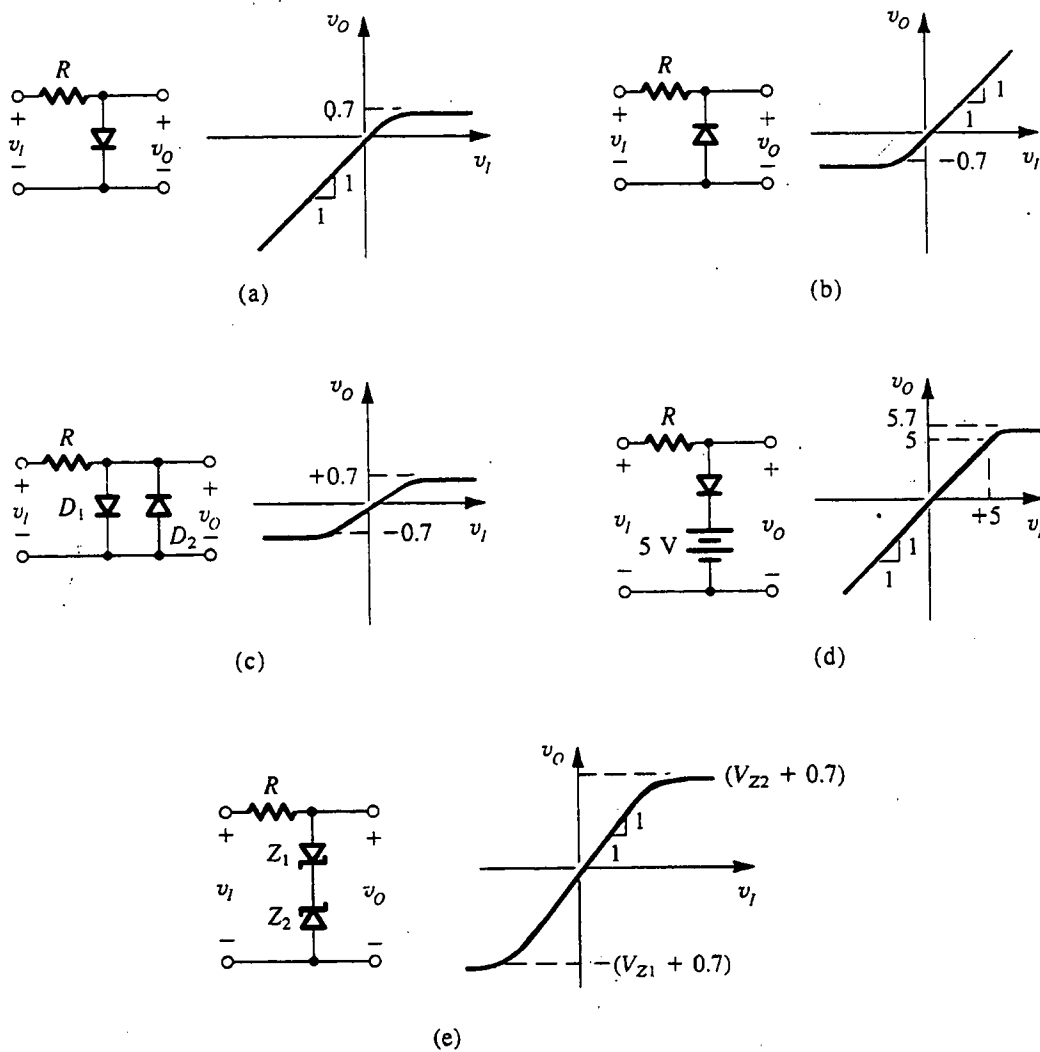 v_O
R
+ + 0.7
v_I v_O
− − v_I
1
1
(a)
v_O
R
1
+ + 1
v_I v_O
− − −0.7 v_I
(b)
v_O
R
+0.7
+ D_1 +
v_I D_2 v_O −0.7 v_I
− −
(c)
v_O
R 5.7
5
+ +
v_I v_O
5 V +5 v_I
− − 1
1
(d)
v_O
R (V_Z2 + 0.7)
+ + 1
Z_1 1
v_I v_O v_I
Z_2
− − −(V_Z1 + 0.7)
(e)